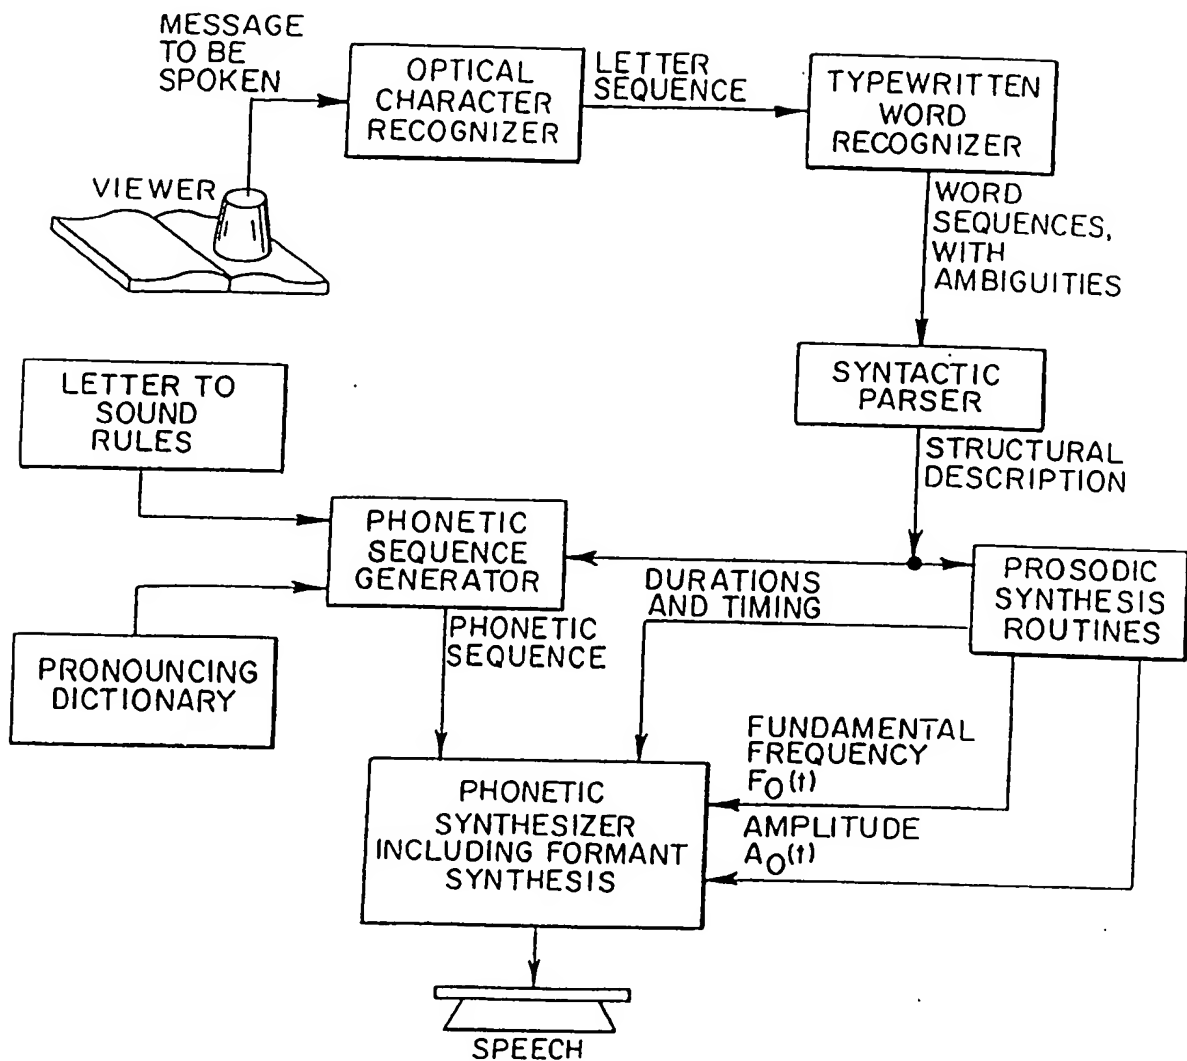 MESSAGE
TO BE
SPOKEN
OPTICAL
CHARACTER
RECOGNIZER
LETTER
SEQUENCE
TYPEWRITTEN
WORD
RECOGNIZER
VIEWER
WORD
SEQUENCES,
WITH
AMBIGUITIES
LETTER TO
SOUND
RULES
SYNTACTIC
PARSER
STRUCTURAL
DESCRIPTION
PHONETIC
SEQUENCE
GENERATOR
DURATIONS
AND TIMING
PROSODIC
SYNTHESIS
ROUTINES
PHONETIC
SEQUENCE
PRONOUNCING
DICTIONARY
FUNDAMENTAL
FREQUENCY
FO(t)
AMPLITUDE
AO(t)
PHONETIC
SYNTHESIZER
INCLUDING FORMANT
SYNTHESIS
SPEECH